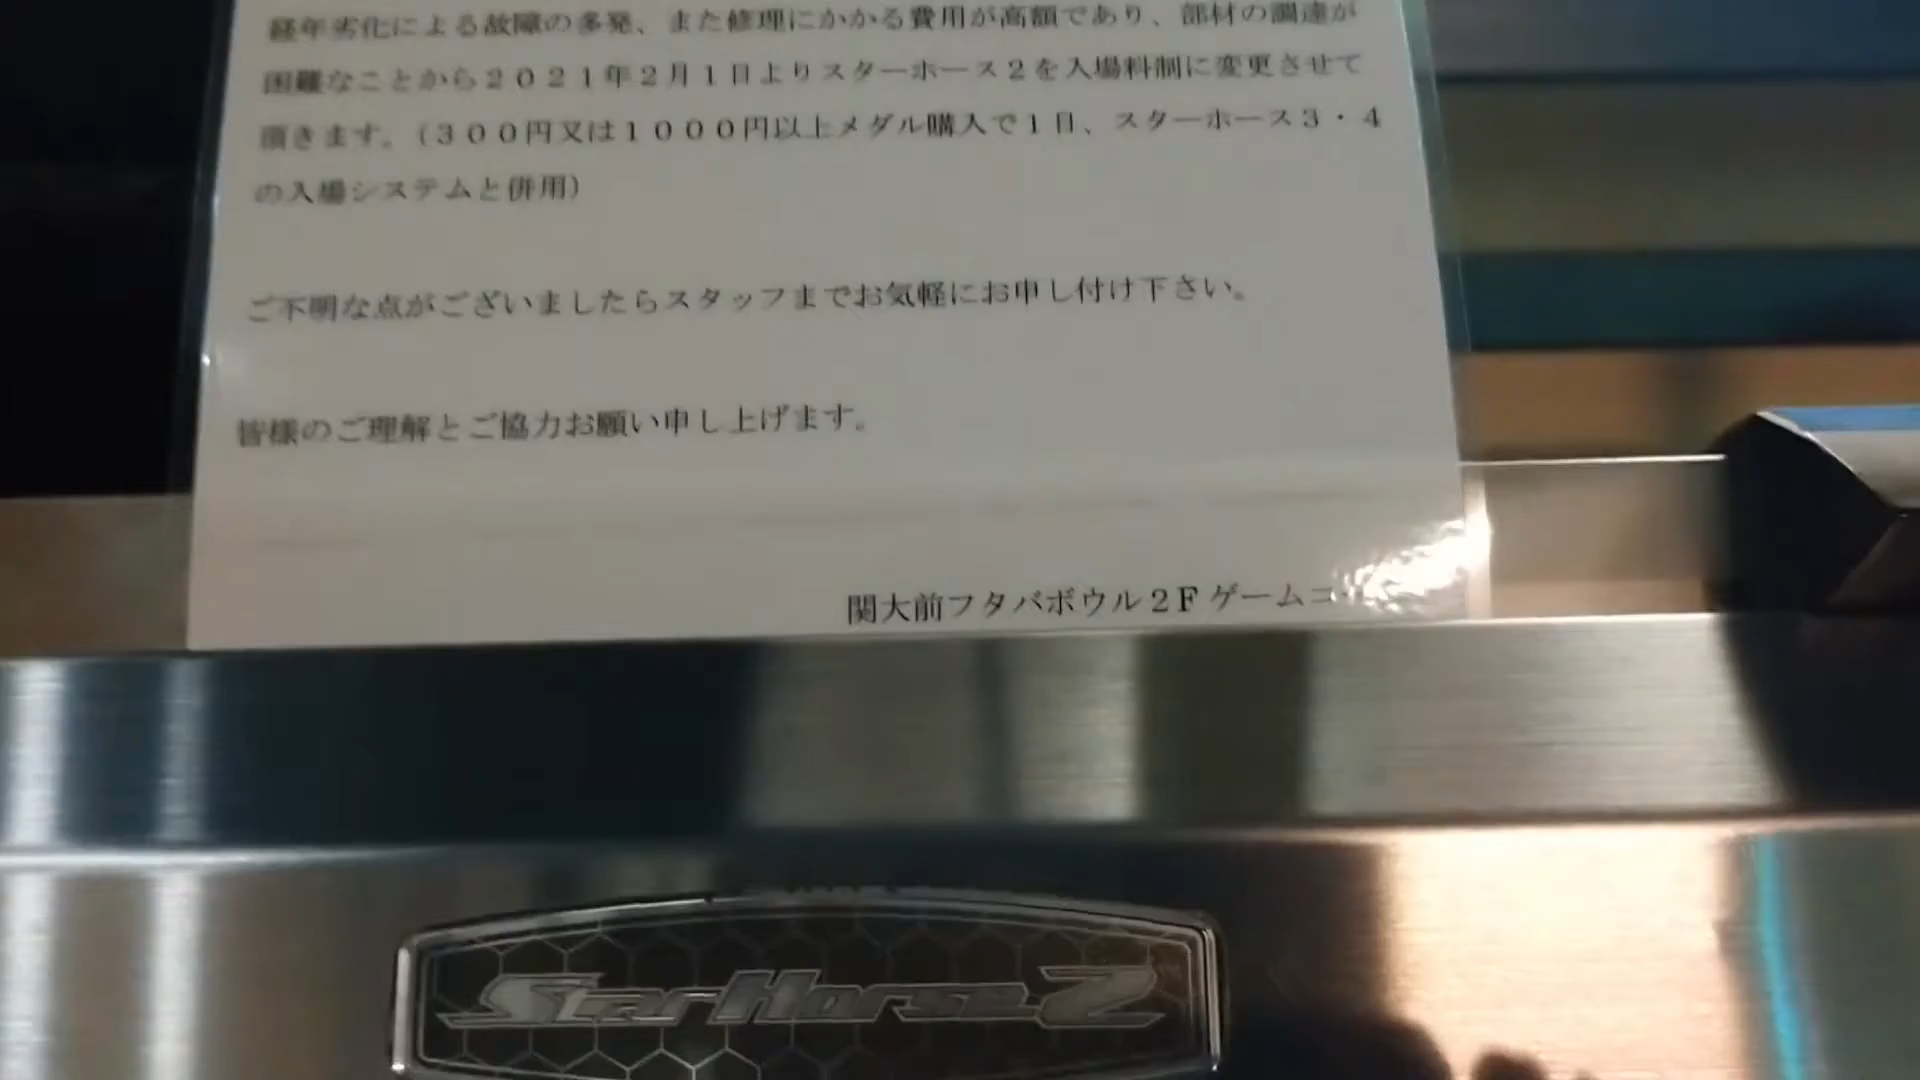 経年劣化による故障の多発、また修理にかかる費用が高額であり、部材の調達が
困難なことから２０２１年２月１日よりスターホース２を入場料制に変更させて
頂きます。（３００円又は１０００円以上メダル購入で１日、スターホース３・４
の入場システムと併用）
ご不明な点がございましたらスタッフまでお気軽にお申し付け下さい。
皆様のご理解とご協力お願い申し上げます。
関大前フタバボウル２Ｆゲームコ
StarHorse2